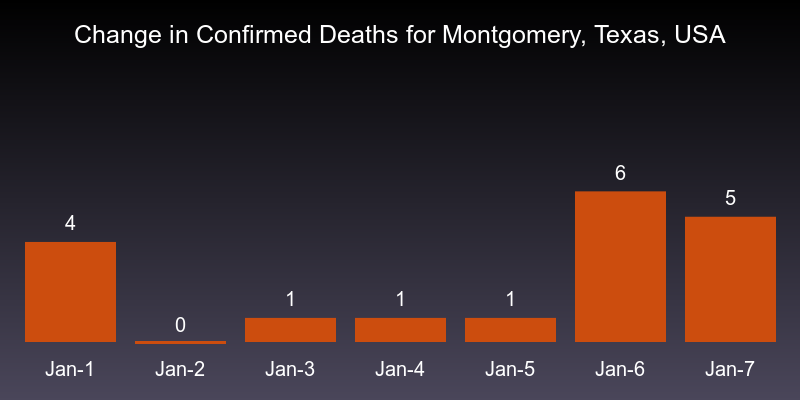 Change in Confirmed Deaths for Montgomery, Texas, USA
6
5
4
1 1 1
0
Jan-1 Jan-2 Jan-3 Jan-4 Jan-5 Jan-6 Jan-7